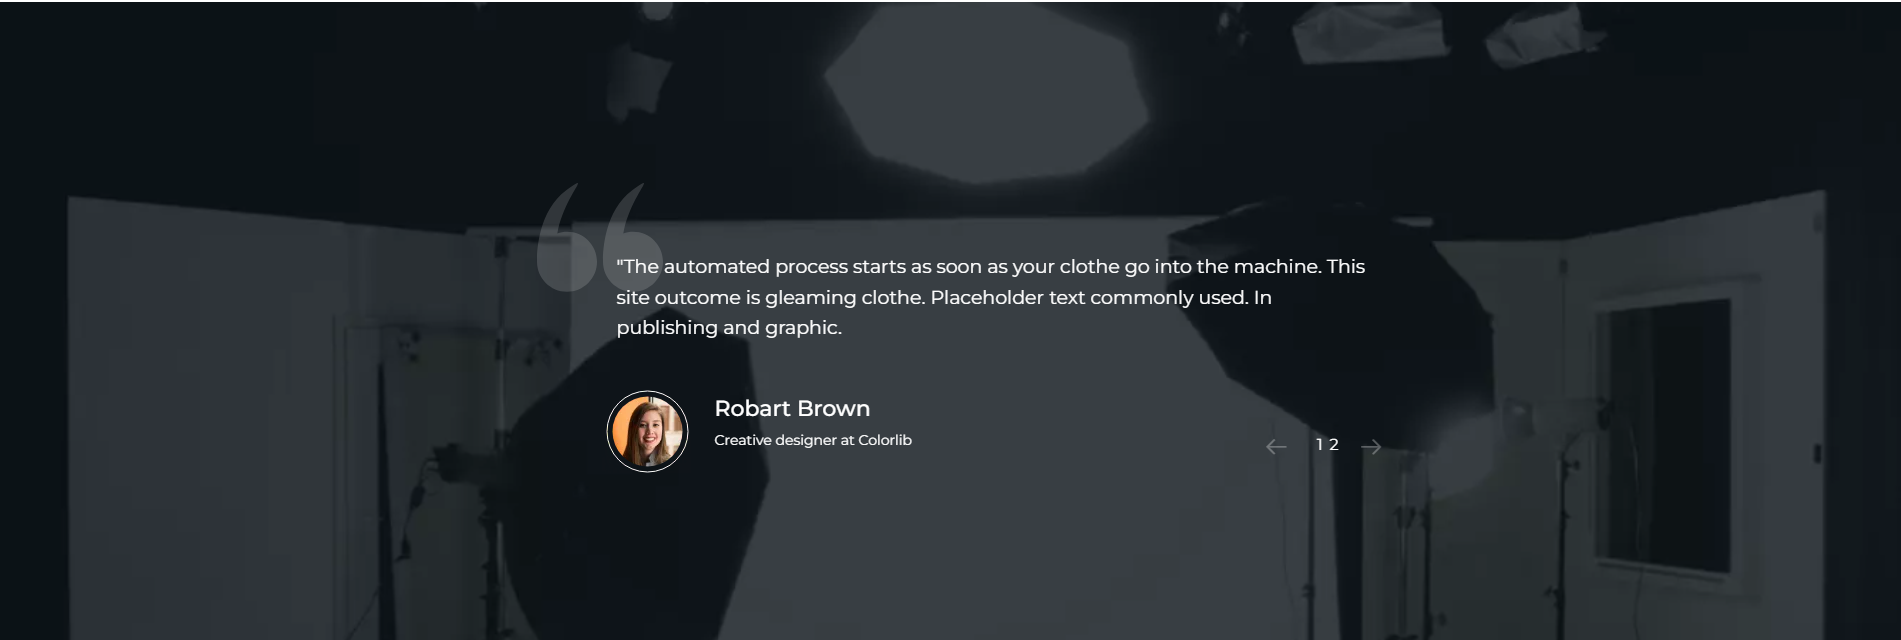 "The automated process starts as soon as your clothe go into the machine. This
site outcome is gleaming clothe. Placeholder text commonly used. In
publishing and graphic.
Robart Brown
Creative designer at Colorlib
1 2